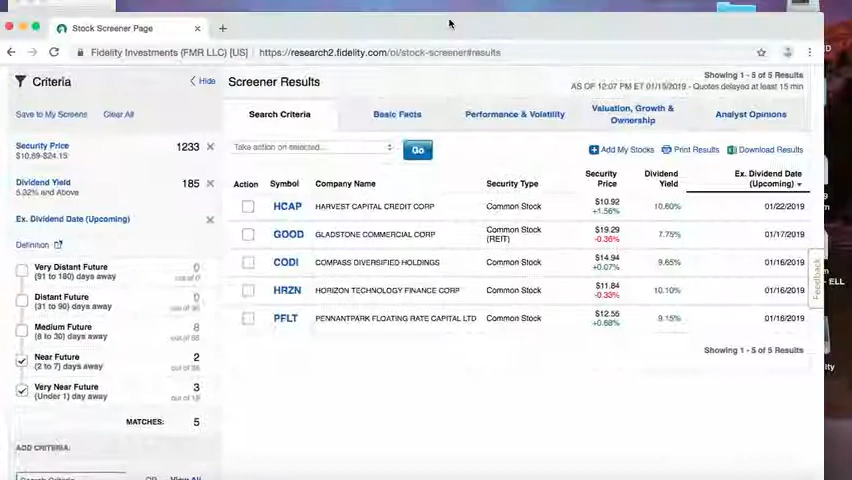 Stock Screener Page
Fidelity Investments (FMR LLC) [US] | https://research2.fidelity.com/pi/stock-screener#results
Criteria
Hide
Save to My Screens
Clear All
Security Price
1233
$10.69-$24.15
Dividend Yield
185
5.02% and Above
Ex. Dividend Date (Upcoming)
Definition
Very Distant Future
0
(91 to 180) days away
out of 0
Distant Future
0
(31 to 90) days away
Medium Future
8
(8 to 30) days away
Near Future
2
(2 to 7) days away
Very Near Future
3
(Under 1) day away
MATCHES:
5
ADD CRITERIA:
Search Criteria
OR
View All
Screener Results
Showing 1 - 5 of 5 Results
AS OF 12:07 PM ET 01/15/2019 - Quotes delayed at least 15 min
Search Criteria
Basic Facts
Performance & Volatility
Valuation, Growth & Ownership
Analyst Opinions
Take action on selected...
Go
Add My Stocks
Print Results
Download Results
Action
Symbol
Company Name
Security Type
Security Price
Dividend Yield
Ex. Dividend Date (Upcoming)
HCAP HARVEST CAPITAL CREDIT CORP Common Stock $10.92 +1.56% 10.60% 01/22/2019
GOOD GLADSTONE COMMERCIAL CORP Common Stock (REIT) $19.29 -0.36% 7.75% 01/17/2019
CODI COMPASS DIVERSIFIED HOLDINGS Common Stock $14.94 +0.07% 9.65% 01/16/2019
HRZN HORIZON TECHNOLOGY FINANCE CORP Common Stock $11.84 -0.33% 10.10% 01/16/2019
PFLT PENNANTPARK FLOATING RATE CAPITAL LTD Common Stock $12.55 +0.68% 9.15% 01/16/2019
Showing 1 - 5 of 5 Results
Feedback
ELL